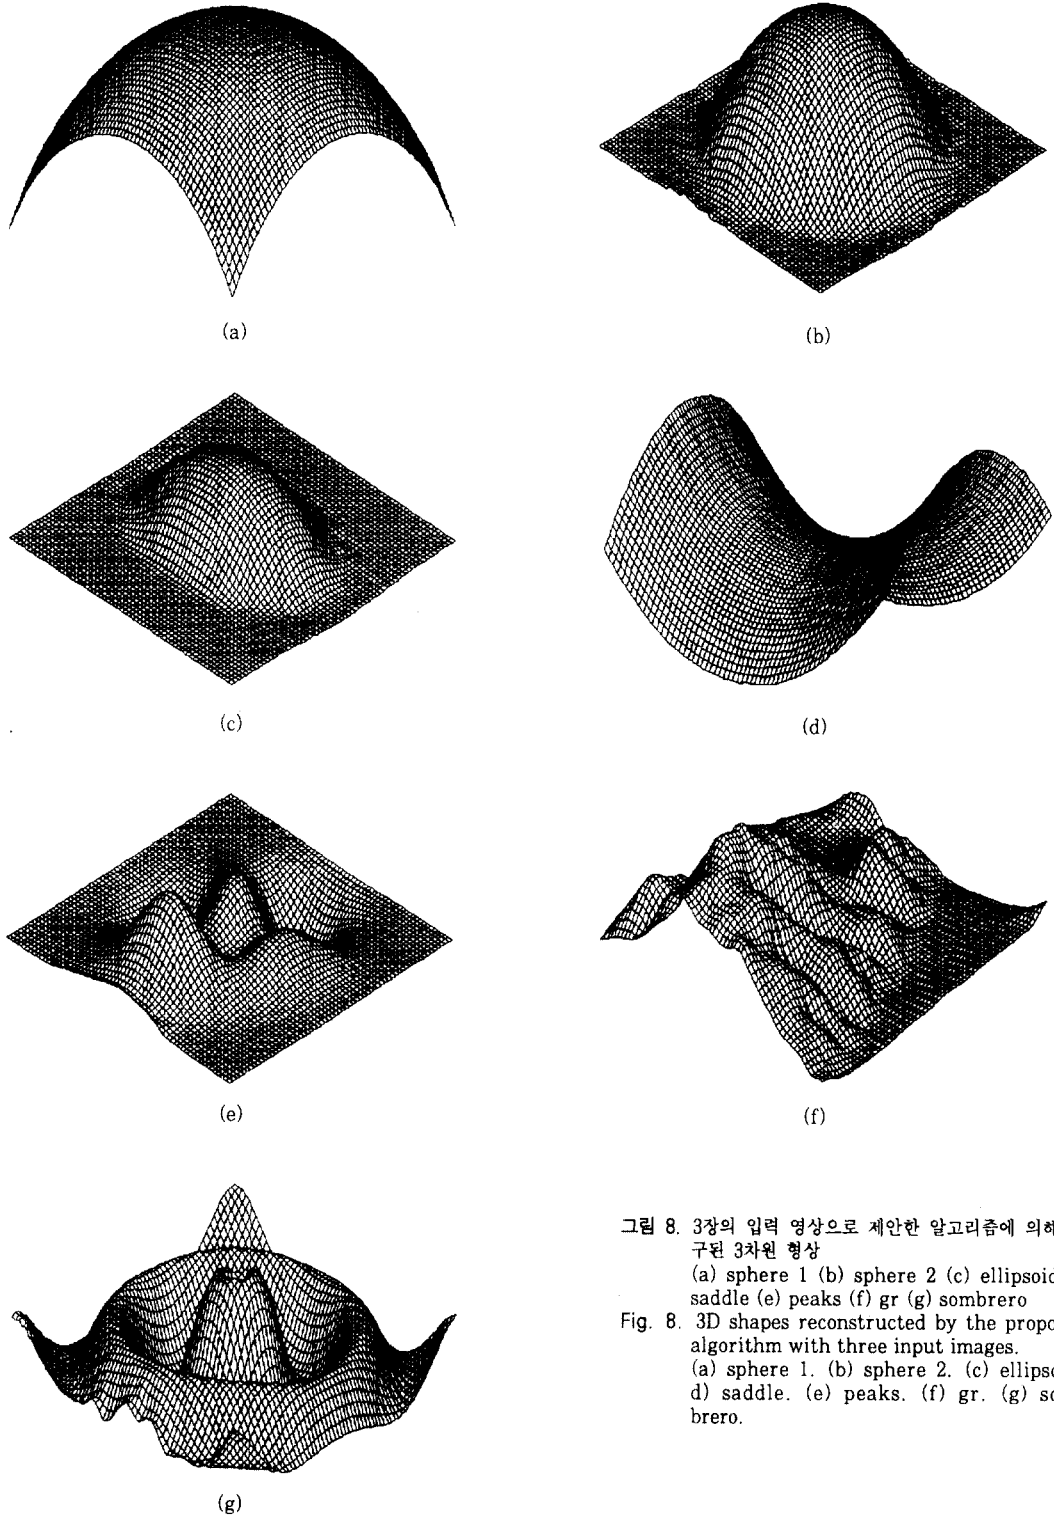 (a)
(b)
(c)
(d)
(e)
(f)
(g)
그림 8. 3장의 입력 영상으로 제안한 알고리즘에 의해
구된 3차원 형상
(a) sphere 1 (b) sphere 2 (c) ellipsoid
saddle (e) peaks (f) gr (g) sombrero
Fig. 8. 3D shapes reconstructed by the propo
algorithm with three input images.
(a) sphere 1. (b) sphere 2. (c) ellipso
d) saddle. (e) peaks. (f) gr. (g) so
brero.